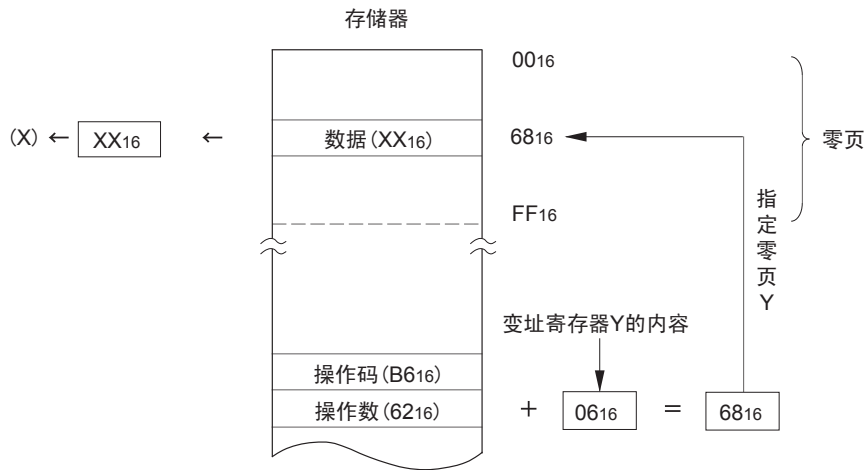 存储器
0016
(X) ← XX16 ← 数据(XX16) 6816
零页
FF16
指定零页Y
变址寄存器Y的内容
操作码(B616)
操作数(6216) + 0616 = 6816